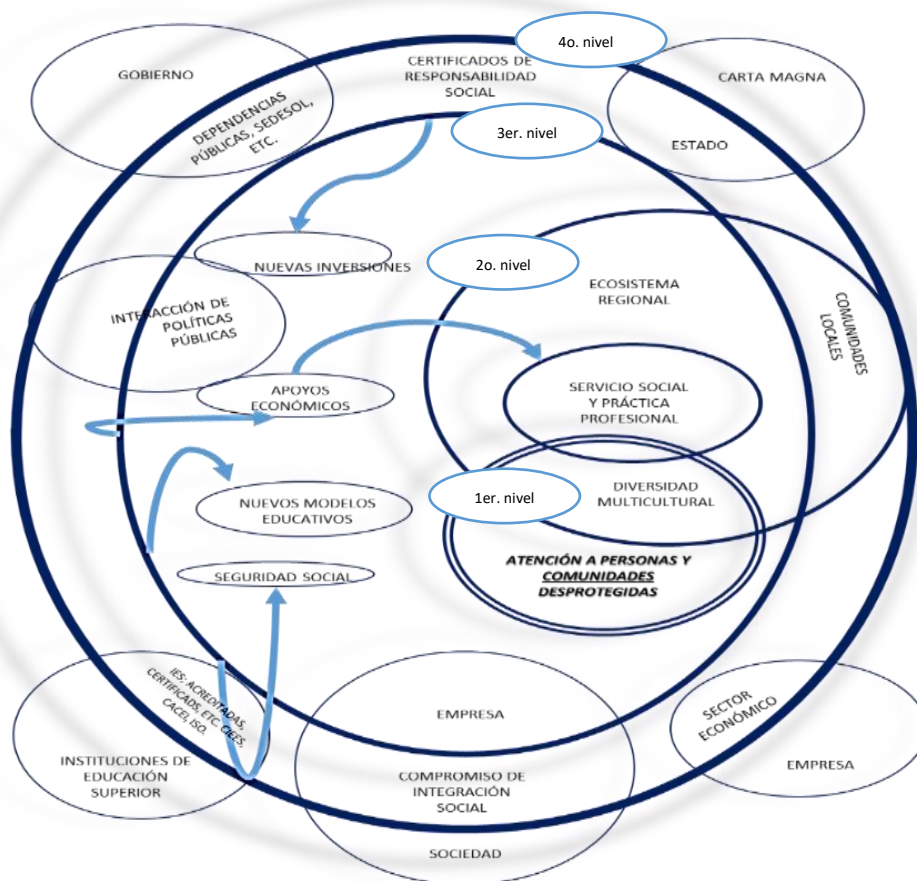 4o. nivel
GOBIERNO
CERTIFICADOS DE
RESPONSABILIDAD
SOCIAL
CARTA MAGNA
DEPENDENCIAS
PÚBLICAS, SEDESOL,
ETC.
3er. nivel
ESTADO
NUEVAS INVERSIONES
2o. nivel
ECOSISTEMA
REGIONAL
INTERACCIÓN DE
POLÍTICAS
PÚBLICAS
COMUNIDADES
LOCALES
APOYOS
ECONÓMICOS
SERVICIO SOCIAL
Y PRÁCTICA
PROFESIONAL
1er. nivel
DIVERSIDAD
MULTICULTURAL
NUEVOS MODELOS
EDUCATIVOS
ATENCIÓN A PERSONAS Y
COMUNIDADES
DESPROTEGIDAS
SEGURIDAD SOCIAL
IES; ACREDITADAS,
CERTIFICADS, ETC. CIEES,
CACEI, ISO.
INSTITUCIONES DE
EDUCACIÓN
SUPERIOR
EMPRESA
COMPROMISO DE
INTEGRACIÓN
SOCIAL
SOCIEDAD
SECTOR
ECONÓMICO
EMPRESA